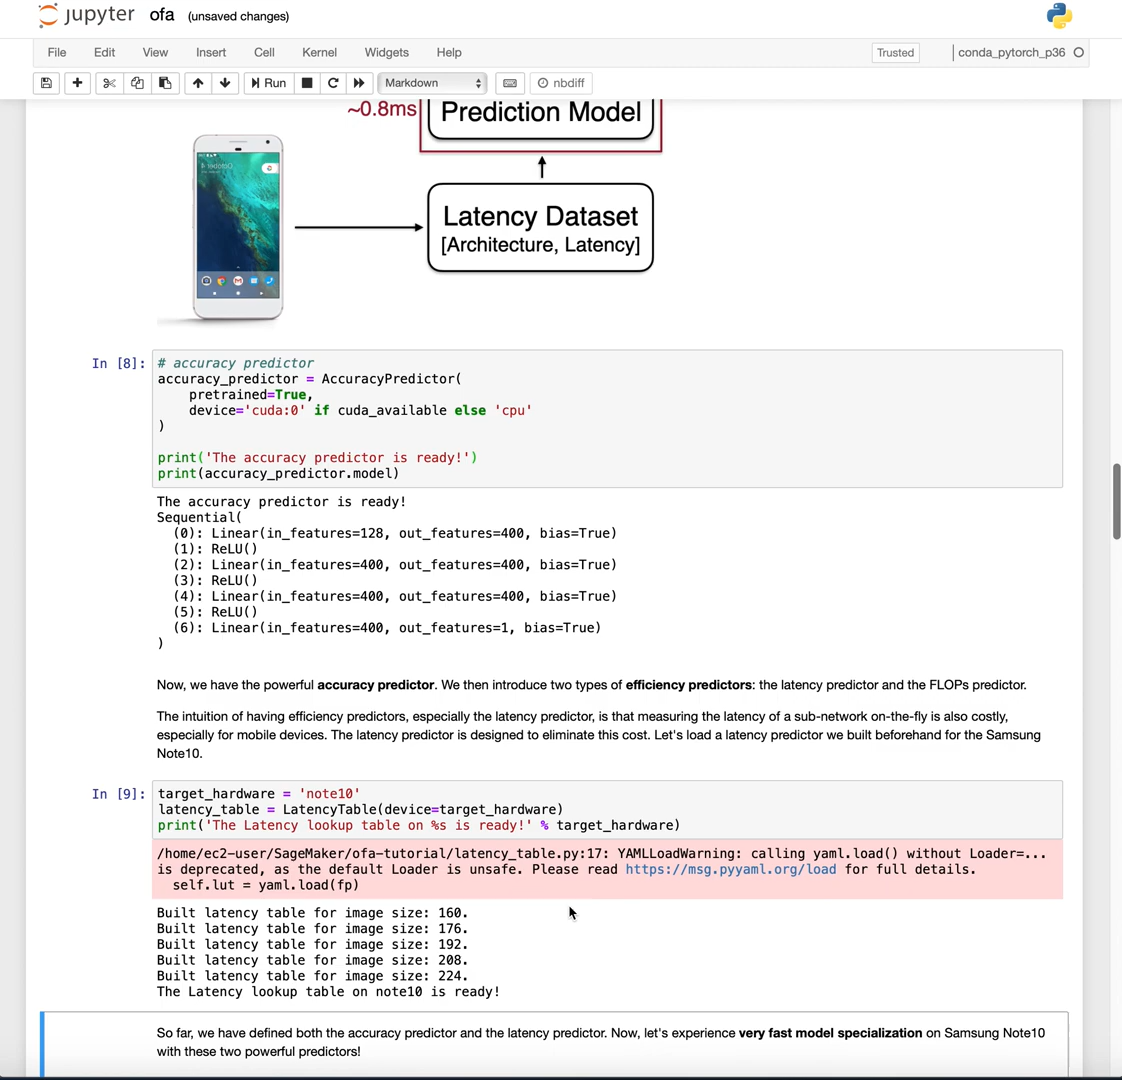 jupyter ofa (unsaved changes)
File Edit View Insert Cell Kernel Widgets Help
Trusted conda_pytorch_p36
Run Markdown nbdiff
~0.8ms
Prediction Model
Latency Dataset
[Architecture, Latency]
In [8]: # accuracy predictor
accuracy_predictor = AccuracyPredictor(
    pretrained=True,
    device='cuda:0' if cuda_available else 'cpu'
)
print('The accuracy predictor is ready!')
print(accuracy_predictor.model)
The accuracy predictor is ready!
Sequential(
  (0): Linear(in_features=128, out_features=400, bias=True)
  (1): ReLU()
  (2): Linear(in_features=400, out_features=400, bias=True)
  (3): ReLU()
  (4): Linear(in_features=400, out_features=400, bias=True)
  (5): ReLU()
  (6): Linear(in_features=400, out_features=1, bias=True)
)
Now, we have the powerful accuracy predictor. We then introduce two types of efficiency predictors: the latency predictor and the FLOPs predictor.
The intuition of having efficiency predictors, especially the latency predictor, is that measuring the latency of a sub-network on-the-fly is also costly,
especially for mobile devices. The latency predictor is designed to eliminate this cost. Let's load a latency predictor we built beforehand for the Samsung
Note10.
In [9]: target_hardware = 'note10'
latency_table = LatencyTable(device=target_hardware)
print('The Latency lookup table on %s is ready!' % target_hardware)
/home/ec2-user/SageMaker/ofa-tutorial/latency_table.py:17: YAMLLoadWarning: calling yaml.load() without Loader=...
is deprecated, as the default Loader is unsafe. Please read https://msg.pyyaml.org/load for full details.
  self.lut = yaml.load(fp)
Built latency table for image size: 160.
Built latency table for image size: 176.
Built latency table for image size: 192.
Built latency table for image size: 208.
Built latency table for image size: 224.
The Latency lookup table on note10 is ready!
So far, we have defined both the accuracy predictor and the latency predictor. Now, let's experience very fast model specialization on Samsung Note10
with these two powerful predictors!